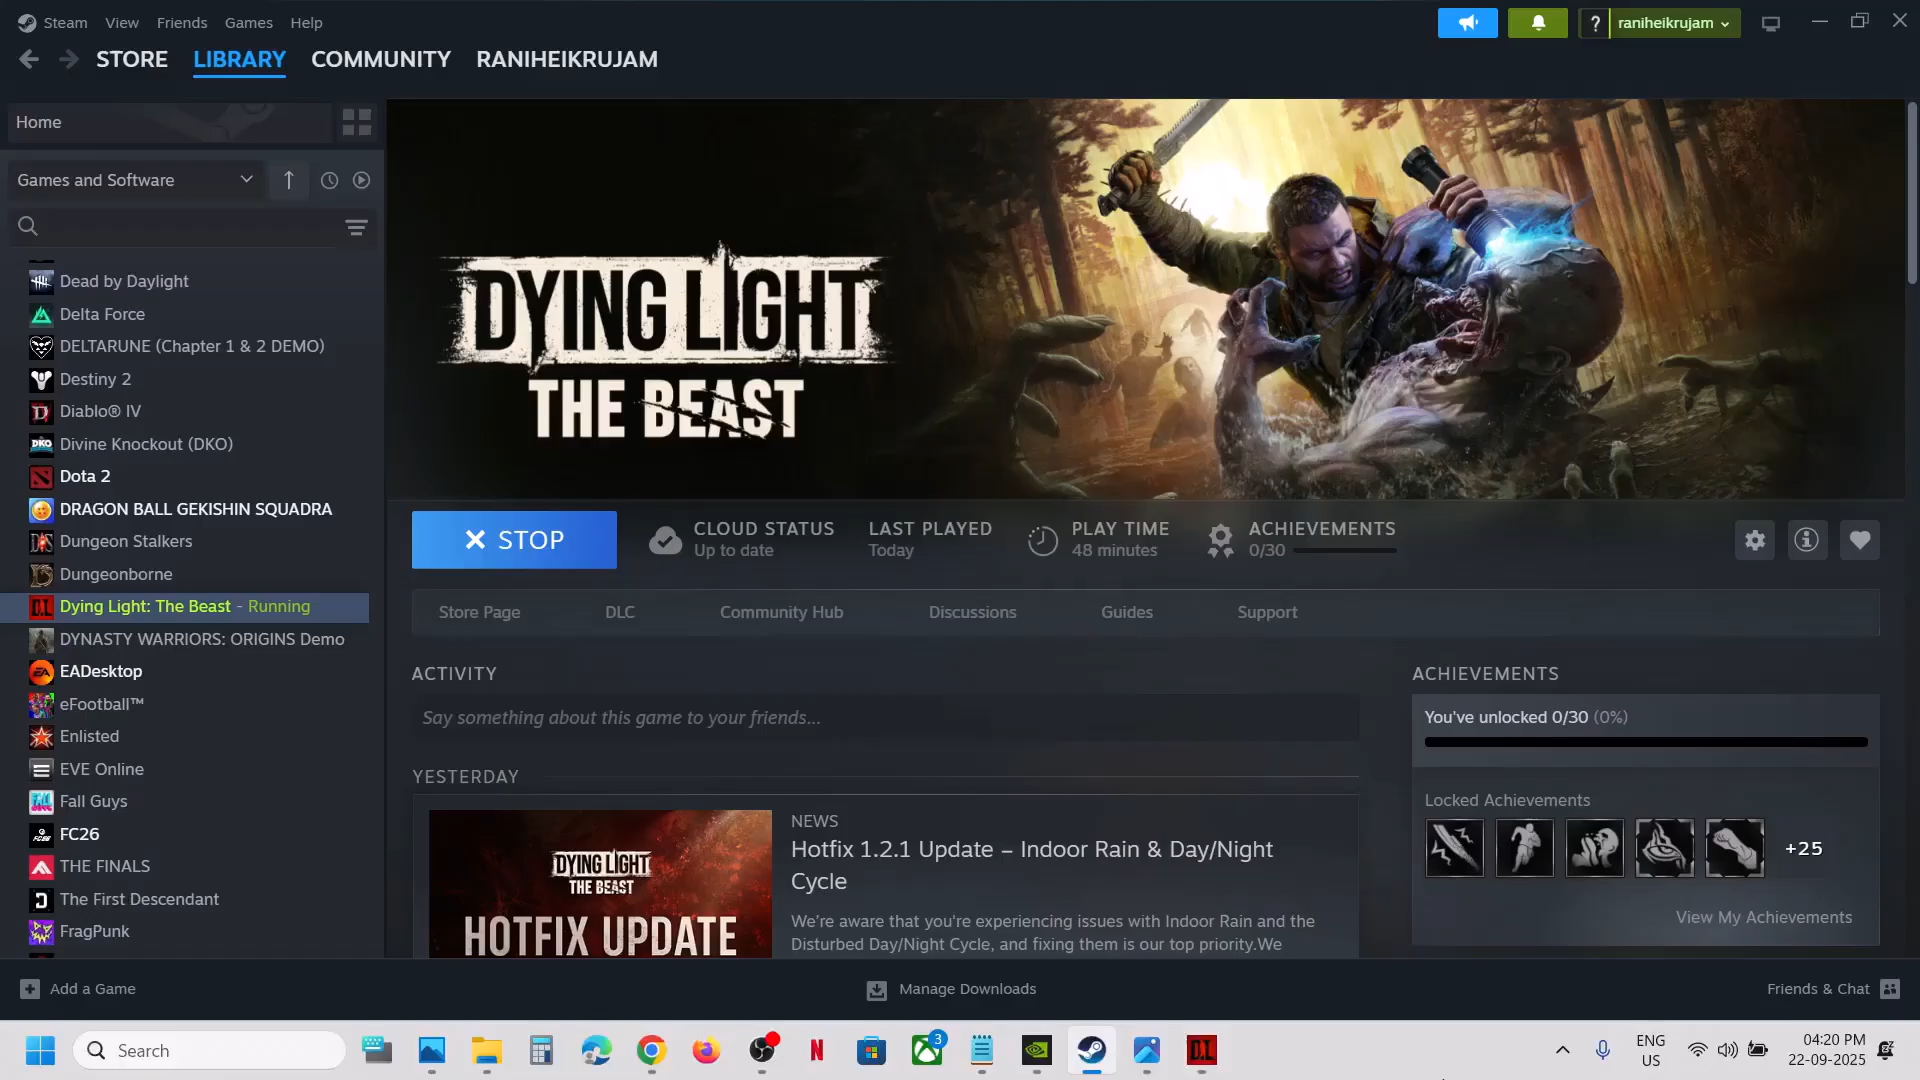 Steam View Friends Games Help
? raniheikrujam
STORE LIBRARY COMMUNITY RANIHEIKRUJAM
Home
Games and Software
Dead by Daylight
Delta Force
DELTARUNE (Chapter 1 & 2 DEMO)
Destiny 2
Diablo® IV
Divine Knockout (DKO)
Dota 2
DRAGON BALL GEKISHIN SQUADRA
Dungeon Stalkers
Dungeonborne
Dying Light: The Beast - Running
DYNASTY WARRIORS: ORIGINS Demo
EADesktop
eFootball™
Enlisted
EVE Online
Fall Guys
FC26
THE FINALS
The First Descendant
FragPunk
DYING LIGHT
THE BEAST
STOP
CLOUD STATUS
Up to date
LAST PLAYED
Today
PLAY TIME
48 minutes
ACHIEVEMENTS
0/30
Store Page DLC Community Hub Discussions Guides Support
ACTIVITY
Say something about this game to your friends...
YESTERDAY
DYING LIGHT
THE BEAST
HOTFIX UPDATE
NEWS
Hotfix 1.2.1 Update – Indoor Rain & Day/Night
Cycle
We're aware that you're experiencing issues with Indoor Rain and the
Disturbed Day/Night Cycle, and fixing them is our top priority.We
ACHIEVEMENTS
You've unlocked 0/30 (0%)
Locked Achievements
+25
View My Achievements
Add a Game
Manage Downloads
Friends & Chat
Search
3
ENG
US
04:20 PM
22-09-2025